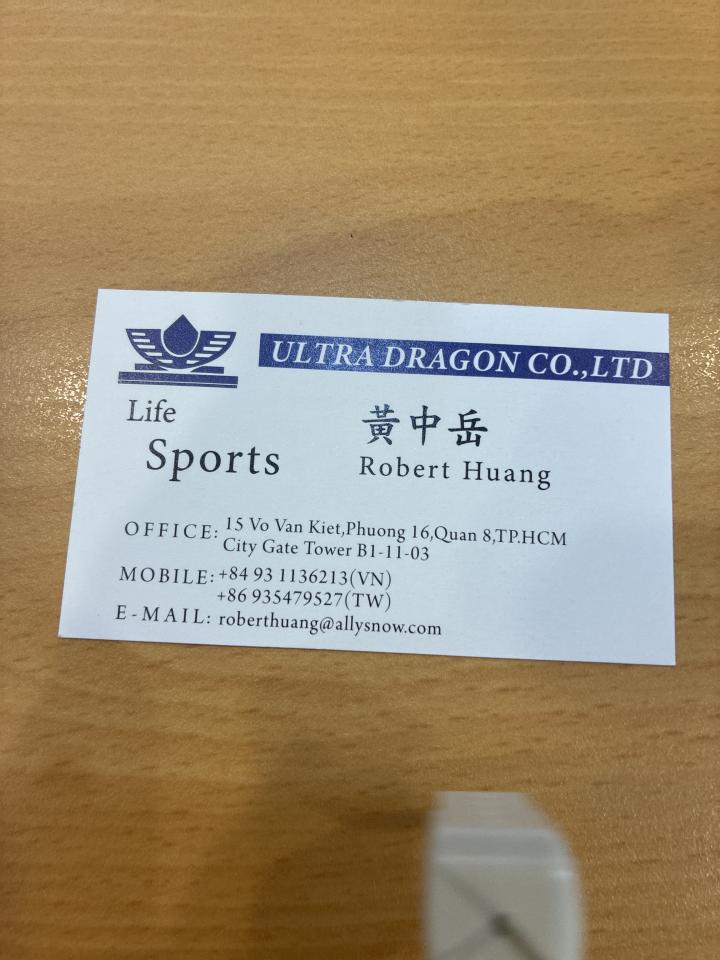 ULTRA DRAGON CO.,LTD
Life
Sports
黃中岳
Robert Huang
OFFICE: 15 Vo Van Kiet,Phuong 16,Quan 8,TP.HCM
City Gate Tower B1-11-03
MOBILE: +84 93 1136213(VN)
+86 935479527(TW)
E-MAIL: roberthuang@allysnow.com